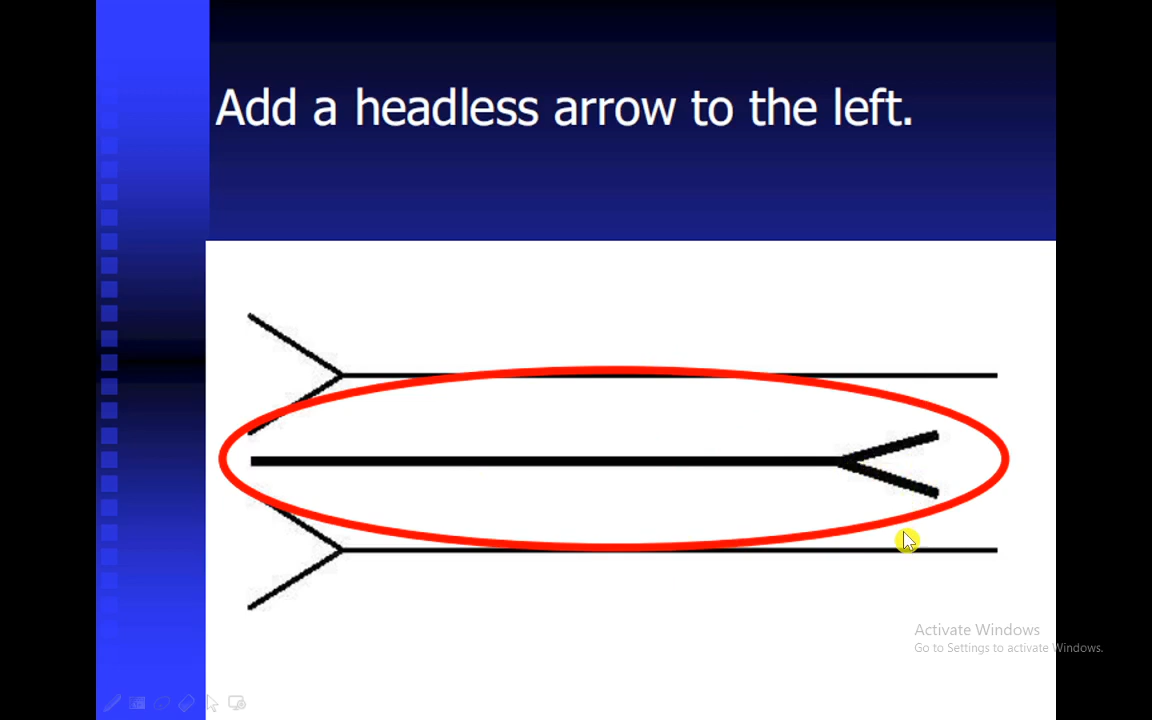 Add a headless arrow to the left.
Activate Windows
Go to Settings to activate Windows.